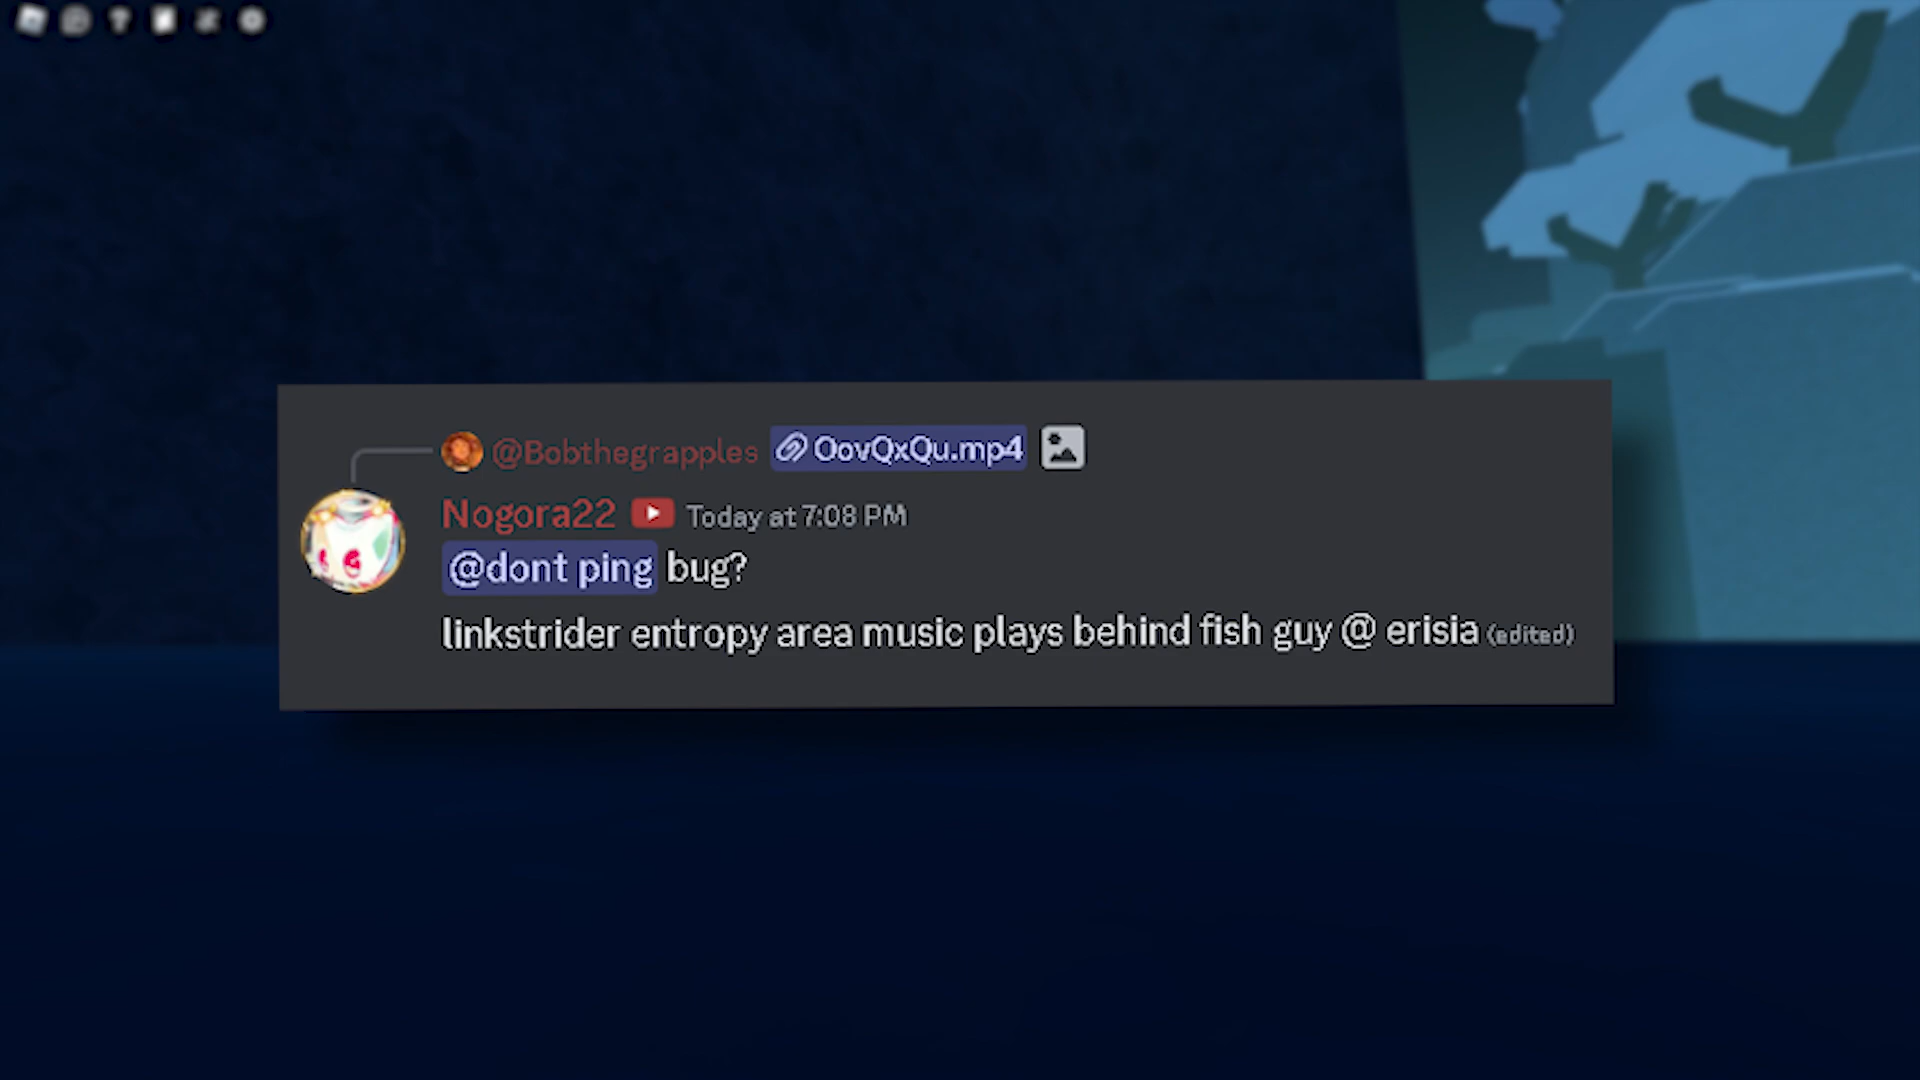 @Bobthegrapples OovQxQu.mp4
Nogora22 Today at 7:08 PM
@dont ping bug?
linkstrider entropy area music plays behind fish guy @ erisia (edited)